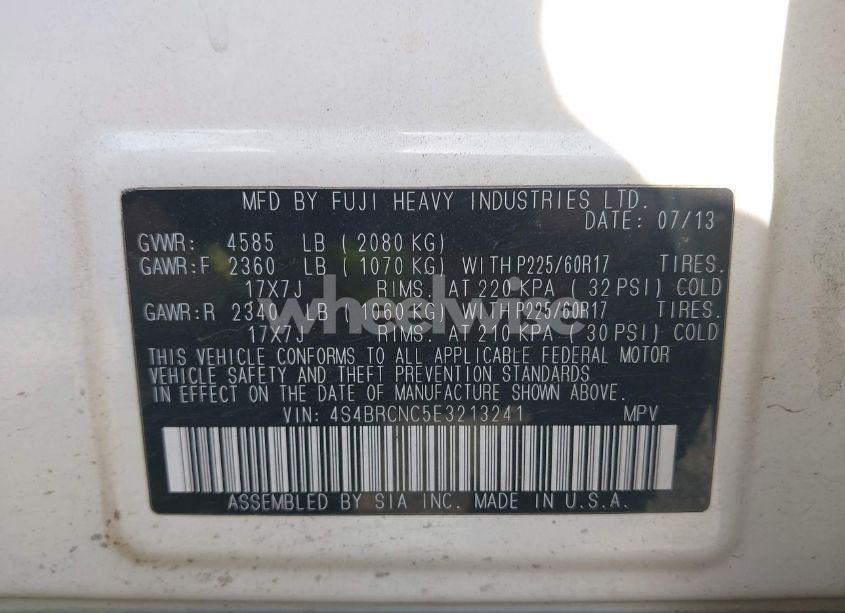 MFD BY FUJI HEAVY INDUSTRIES LTD.
DATE: 07/13
GVWR: 4585 LB ( 2080 KG)
GAWR:F 2360 LB ( 1070 KG) WITH P225/60R17 TIRES.
17X7J RIMS. AT 220 KPA ( 32 PSI) COLD
GAWR:R 2340 LB ( 1060 KG) WITH P225/60R17 TIRES.
17X7J RIMS. AT 210 KPA ( 30 PSI) COLD
wheelwise
THIS VEHICLE CONFORMS TO ALL APPLICABLE FEDERAL MOTOR
VEHICLE SAFETY AND THEFT PREVENTION STANDARDS
IN EFFECT ON THE DATE OF MANUFACTURE SHOWN ABOVE.
VIN: 4S4BRCNC5E3213241 MPV
ASSEMBLED BY SIA INC. MADE IN U.S.A.